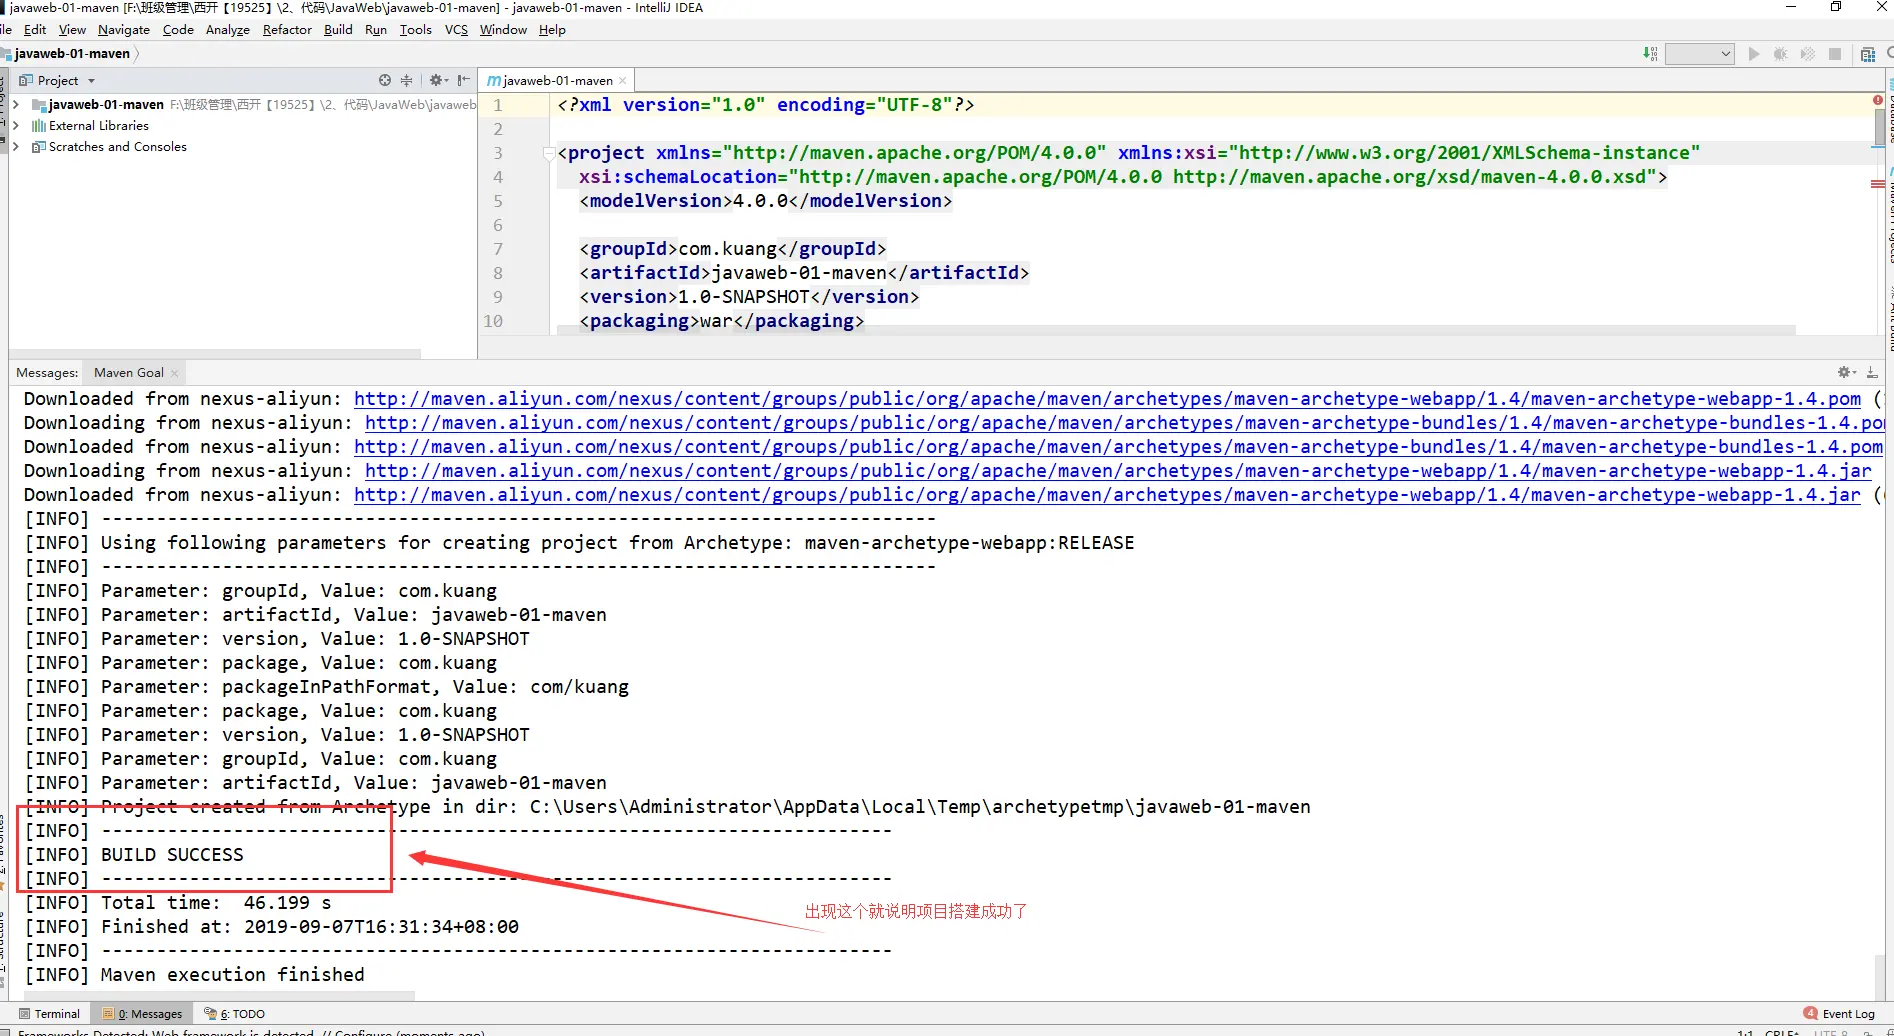 javaweb-01-maven [F:\班级管理\西开【19525】\2、代码\JavaWeb\javaweb-01-maven] - javaweb-01-maven - IntelliJ IDEA
Edit View Navigate Code Analyze Refactor Build Run Tools VCS Window Help
javaweb-01-maven
Project
javaweb-01-maven
javaweb-01-maven F:\班级管理\西开【19525】\2、代码\JavaWeb\javaweb
External Libraries
Scratches and Consoles
1 <?xml version="1.0" encoding="UTF-8"?>
2
3 <project xmlns="http://maven.apache.org/POM/4.0.0" xmlns:xsi="http://www.w3.org/2001/XMLSchema-instance"
4 xsi:schemaLocation="http://maven.apache.org/POM/4.0.0 http://maven.apache.org/xsd/maven-4.0.0.xsd">
5 <modelVersion>4.0.0</modelVersion>
6
7 <groupId>com.kuang</groupId>
8 <artifactId>javaweb-01-maven</artifactId>
9 <version>1.0-SNAPSHOT</version>
10 <packaging>war</packaging>
Messages: Maven Goal
Downloaded from nexus-aliyun: http://maven.aliyun.com/nexus/content/groups/public/org/apache/maven/archetypes/maven-archetype-webapp/1.4/maven-archetype-webapp-1.4.pom (
Downloading from nexus-aliyun: http://maven.aliyun.com/nexus/content/groups/public/org/apache/maven/archetypes/maven-archetype-bundles/1.4/maven-archetype-bundles-1.4.po
Downloaded from nexus-aliyun: http://maven.aliyun.com/nexus/content/groups/public/org/apache/maven/archetypes/maven-archetype-bundles/1.4/maven-archetype-bundles-1.4.pom
Downloading from nexus-aliyun: http://maven.aliyun.com/nexus/content/groups/public/org/apache/maven/archetypes/maven-archetype-webapp/1.4/maven-archetype-webapp-1.4.jar
Downloaded from nexus-aliyun: http://maven.aliyun.com/nexus/content/groups/public/org/apache/maven/archetypes/maven-archetype-webapp/1.4/maven-archetype-webapp-1.4.jar (
[INFO] ----------------------------------------------------------------------------
[INFO] Using following parameters for creating project from Archetype: maven-archetype-webapp:RELEASE
[INFO] ----------------------------------------------------------------------------
[INFO] Parameter: groupId, Value: com.kuang
[INFO] Parameter: artifactId, Value: javaweb-01-maven
[INFO] Parameter: version, Value: 1.0-SNAPSHOT
[INFO] Parameter: package, Value: com.kuang
[INFO] Parameter: packageInPathFormat, Value: com/kuang
[INFO] Parameter: package, Value: com.kuang
[INFO] Parameter: version, Value: 1.0-SNAPSHOT
[INFO] Parameter: groupId, Value: com.kuang
[INFO] Parameter: artifactId, Value: javaweb-01-maven
[INFO] Project created from Archetype in dir: C:\Users\Administrator\AppData\Local\Temp\archetypetmp\javaweb-01-maven
[INFO] ------------------------------------------------------------------------
[INFO] BUILD SUCCESS
[INFO] ------------------------------------------------------------------------
[INFO] Total time:  46.199 s
出现这个就说明项目搭建成功了
[INFO] Finished at: 2019-09-07T16:31:34+08:00
[INFO] ------------------------------------------------------------------------
[INFO] Maven execution finished
Terminal 0: Messages 6: TODO
4 Event Log
Frameworks Detected: Web framework is detected. // Configure (moments ago)
1:1 CRLF UTF-8